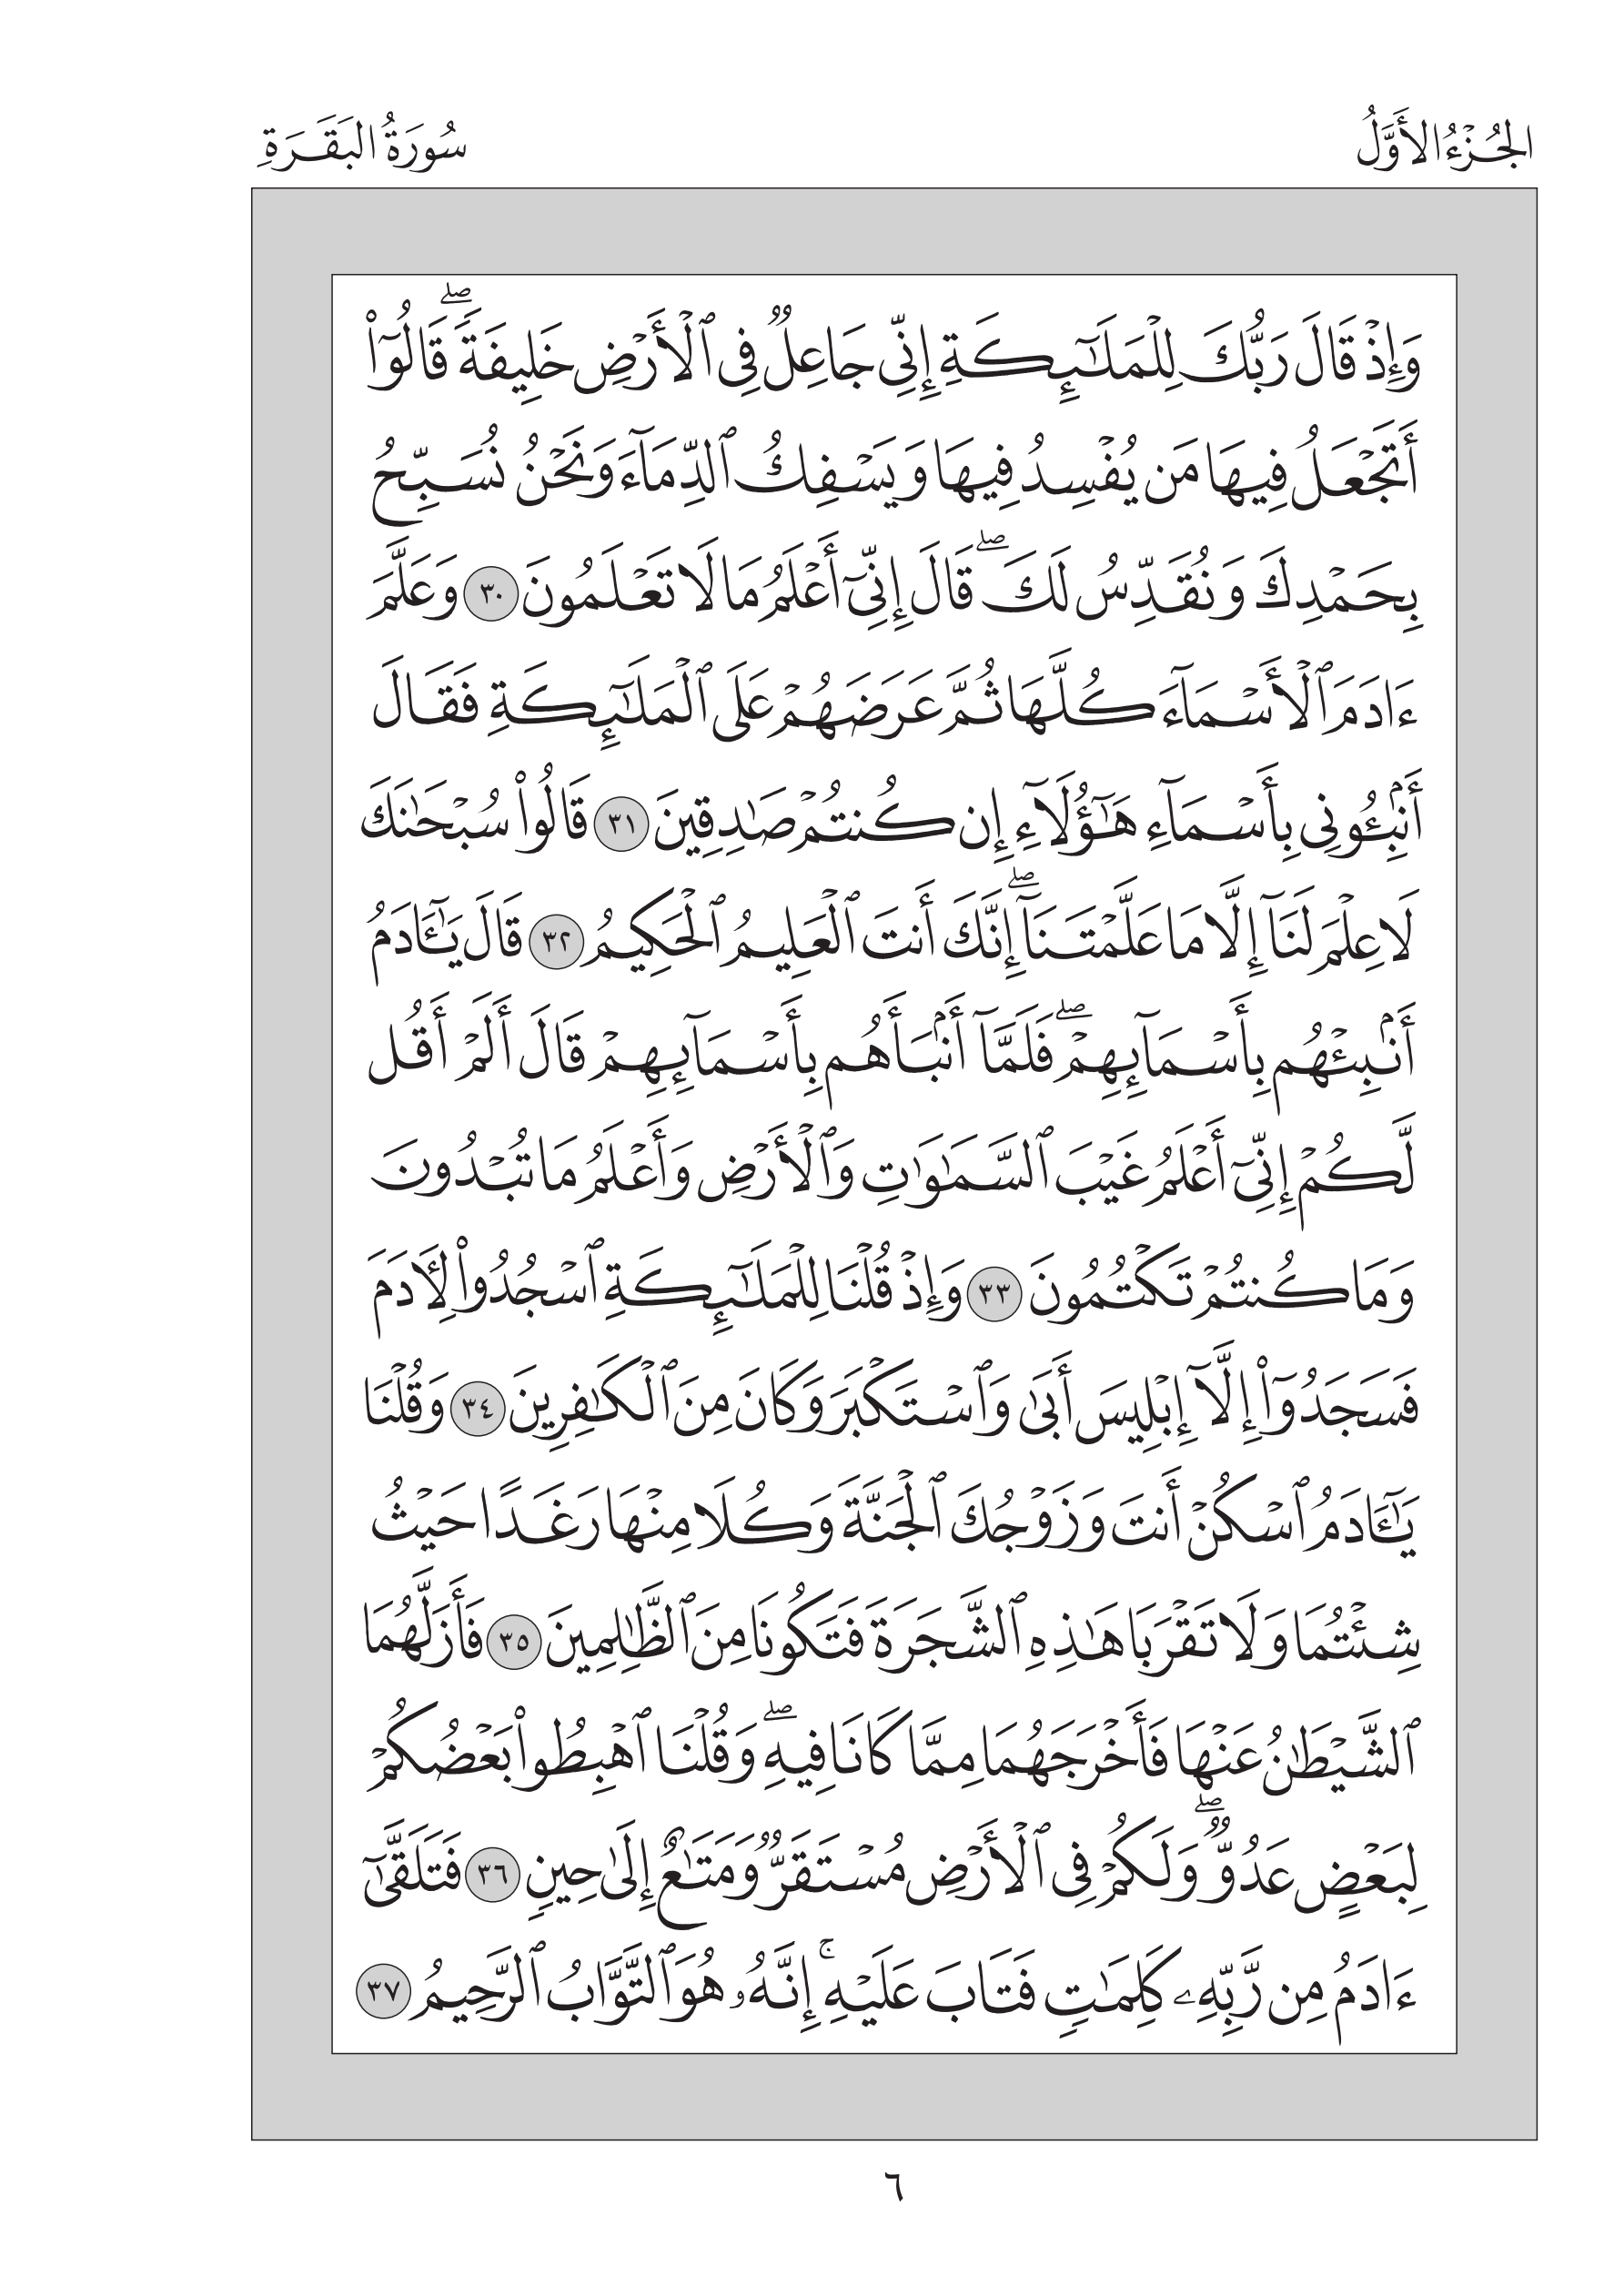 الجُزْءُ الأَوَّلُ
سُورَةُ البَقَرَةِ
وَإِذْ قَالَ رَبُّكَ لِلْمَلَـٰٓئِكَةِ إِنِّى جَاعِلٌ فِى ٱلْأَرْضِ خَلِيفَةً ۖ قَالُوٓا۟
أَتَجْعَلُ فِيهَا مَن يُفْسِدُ فِيهَا وَيَسْفِكُ ٱلدِّمَآءَ وَنَحْنُ نُسَبِّحُ
بِحَمْدِكَ وَنُقَدِّسُ لَكَ ۖ قَالَ إِنِّىٓ أَعْلَمُ مَا لَا تَعْلَمُونَ ٣٠ وَعَلَّمَ
ءَادَمَ ٱلْأَسْمَآءَ كُلَّهَا ثُمَّ عَرَضَهُمْ عَلَى ٱلْمَلَـٰٓئِكَةِ فَقَالَ
أَنۢبِـُٔونِى بِأَسْمَآءِ هَـٰٓؤُلَآءِ إِن كُنتُمْ صَـٰدِقِينَ ٣١ قَالُوا۟ سُبْحَـٰنَكَ
لَا عِلْمَ لَنَآ إِلَّا مَا عَلَّمْتَنَآ ۖ إِنَّكَ أَنتَ ٱلْعَلِيمُ ٱلْحَكِيمُ ٣٢ قَالَ يَـٰٓـَٔادَمُ
أَنۢبِئْهُم بِأَسْمَآئِهِمْ ۖ فَلَمَّآ أَنۢبَأَهُم بِأَسْمَآئِهِمْ قَالَ أَلَمْ أَقُل
لَّكُمْ إِنِّىٓ أَعْلَمُ غَيْبَ ٱلسَّمَـٰوَٰتِ وَٱلْأَرْضِ وَأَعْلَمُ مَا تُبْدُونَ
وَمَا كُنتُمْ تَكْتُمُونَ ٣٣ وَإِذْ قُلْنَا لِلْمَلَـٰٓئِكَةِ ٱسْجُدُوا۟ لِـَٔادَمَ
فَسَجَدُوٓا۟ إِلَّآ إِبْلِيسَ أَبَىٰ وَٱسْتَكْبَرَ وَكَانَ مِنَ ٱلْكَـٰفِرِينَ ٣٤ وَقُلْنَا
يَـٰٓـَٔادَمُ ٱسْكُنْ أَنتَ وَزَوْجُكَ ٱلْجَنَّةَ وَكُلَا مِنْهَا رَغَدًا حَيْثُ
شِئْتُمَا وَلَا تَقْرَبَا هَـٰذِهِ ٱلشَّجَرَةَ فَتَكُونَا مِنَ ٱلظَّـٰلِمِينَ ٣٥ فَأَزَلَّهُمَا
ٱلشَّيْطَـٰنُ عَنْهَا فَأَخْرَجَهُمَا مِمَّا كَانَا فِيهِ ۖ وَقُلْنَا ٱهْبِطُوا۟ بَعْضُكُمْ
لِبَعْضٍ عَدُوٌّ ۖ وَلَكُمْ فِى ٱلْأَرْضِ مُسْتَقَرٌّ وَمَتَـٰعٌ إِلَىٰ حِينٍ ٣٦ فَتَلَقَّىٰٓ
ءَادَمُ مِن رَّبِّهِۦ كَلِمَـٰتٍ فَتَابَ عَلَيْهِ ۚ إِنَّهُۥ هُوَ ٱلتَّوَّابُ ٱلرَّحِيمُ ٣٧
٦